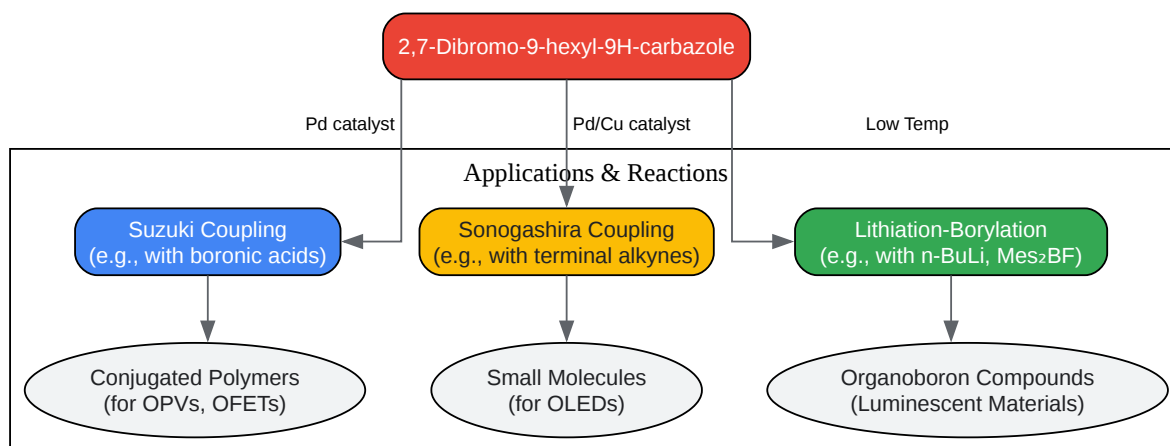 2,7-Dibromo-9-hexyl-9H-carbazole
Pd catalyst
Pd/Cu catalyst
Low Temp
Applications & Reactions
Suzuki Coupling
(e.g., with boronic acids)
Sonogashira Coupling
(e.g., with terminal alkynes)
Lithiation-Borylation
(e.g., with n-BuLi, Mes₂BF)
Conjugated Polymers
(for OPVs, OFETs)
Small Molecules
(for OLEDs)
Organoboron Compounds
(Luminescent Materials)